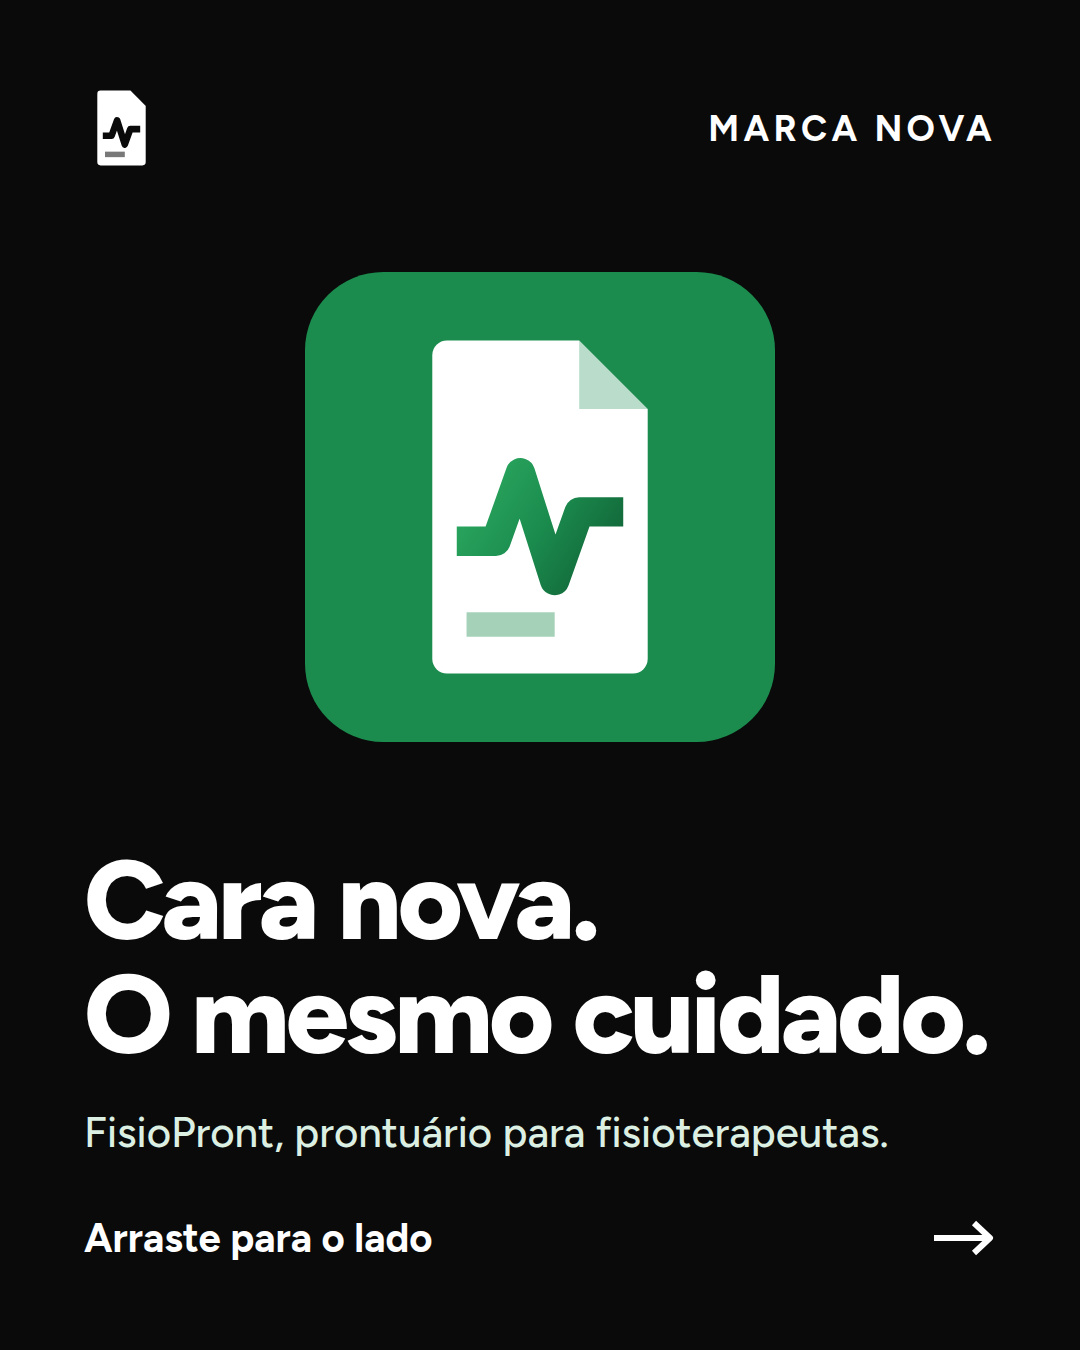 MARCA NOVA
Cara nova.
O mesmo cuidado.
FisioPront, prontuário para fisioterapeutas.
Arraste para o lado